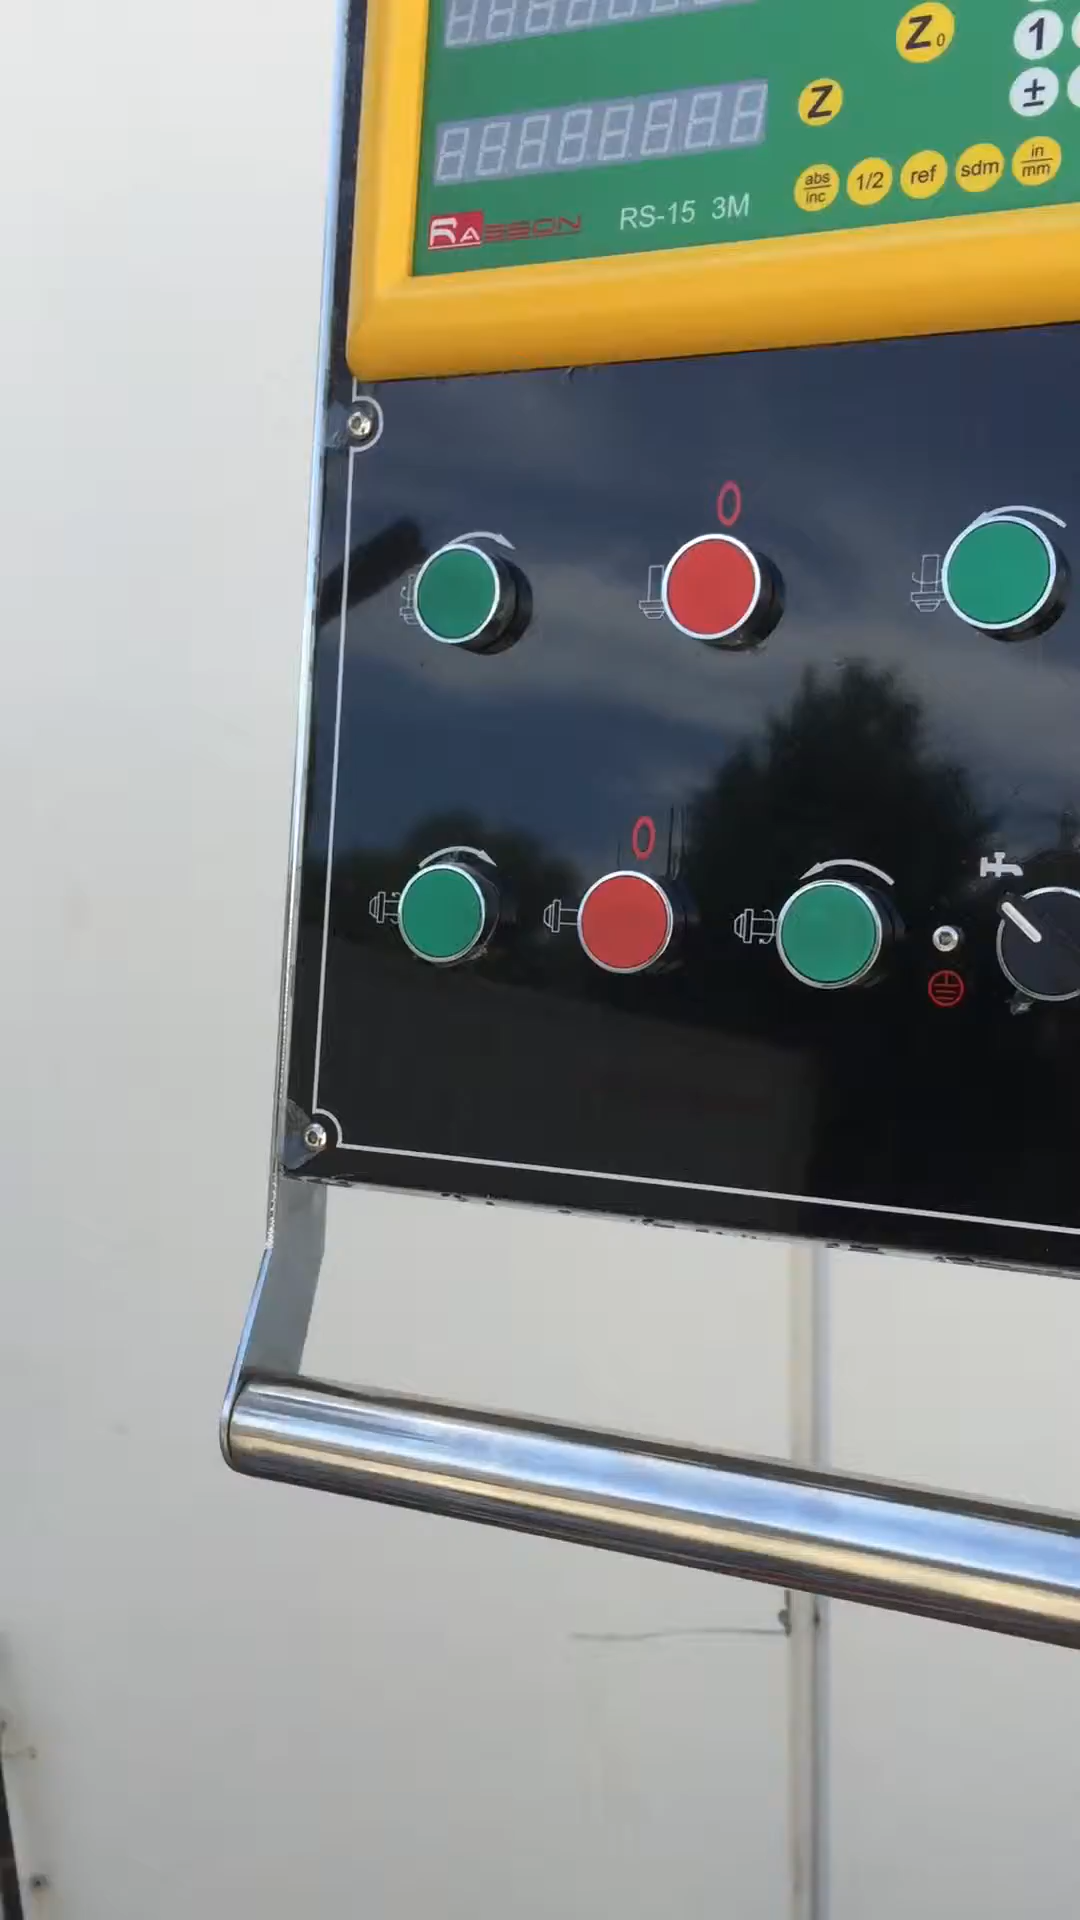 Z0
1
Z
±
abs
inc
1/2
ref
sdm
in
mm
RASSON
RS-15 3M
O
O